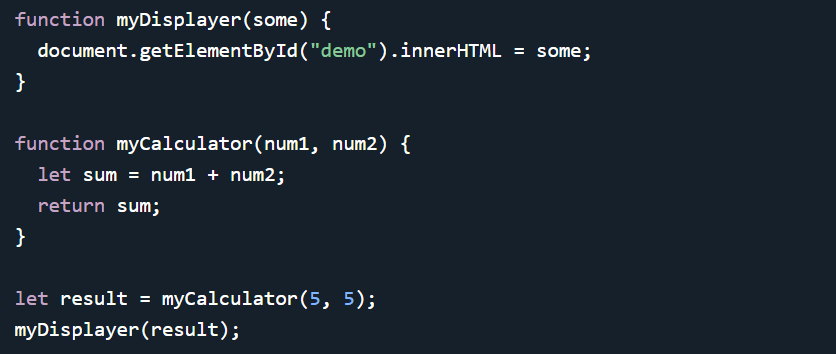 function myDisplayer(some) {
  document.getElementById("demo").innerHTML = some;
}

function myCalculator(num1, num2) {
  let sum = num1 + num2;
  return sum;
}

let result = myCalculator(5, 5);
myDisplayer(result);